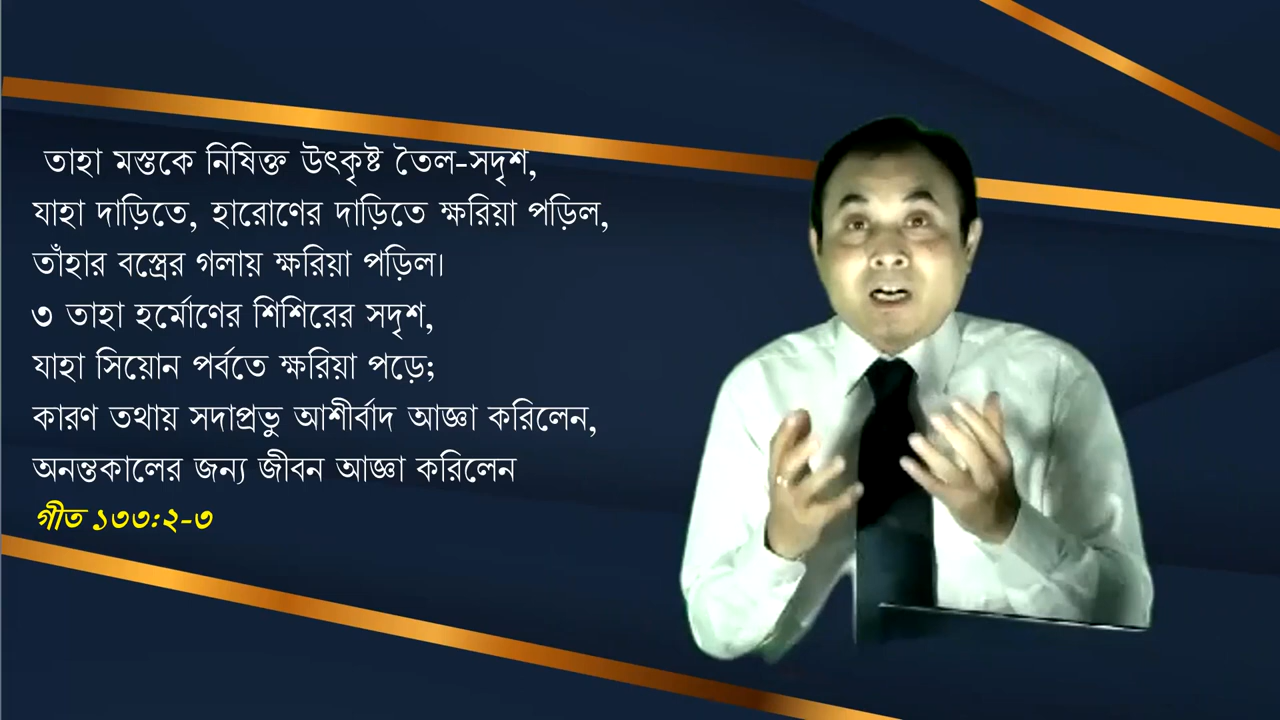 তাহা মস্তকে নিষিক্ত উৎকৃষ্ট তৈল-সদৃশ,
যাহা দাড়িতে, হারোণের দাড়িতে ক্ষরিয়া পড়িল,
তাঁহার বস্ত্রের গলায় ক্ষরিয়া পড়িল।
৩ তাহা হর্মোণের শিশিরের সদৃশ,
যাহা সিয়োন পর্বতে ক্ষরিয়া পড়ে;
কারণ তথায় সদাপ্রভু আশীর্বাদ আজ্ঞা করিলেন,
অনন্তকালের জন্য জীবন আজ্ঞা করিলেন
গীত ১৩৩:২-৩